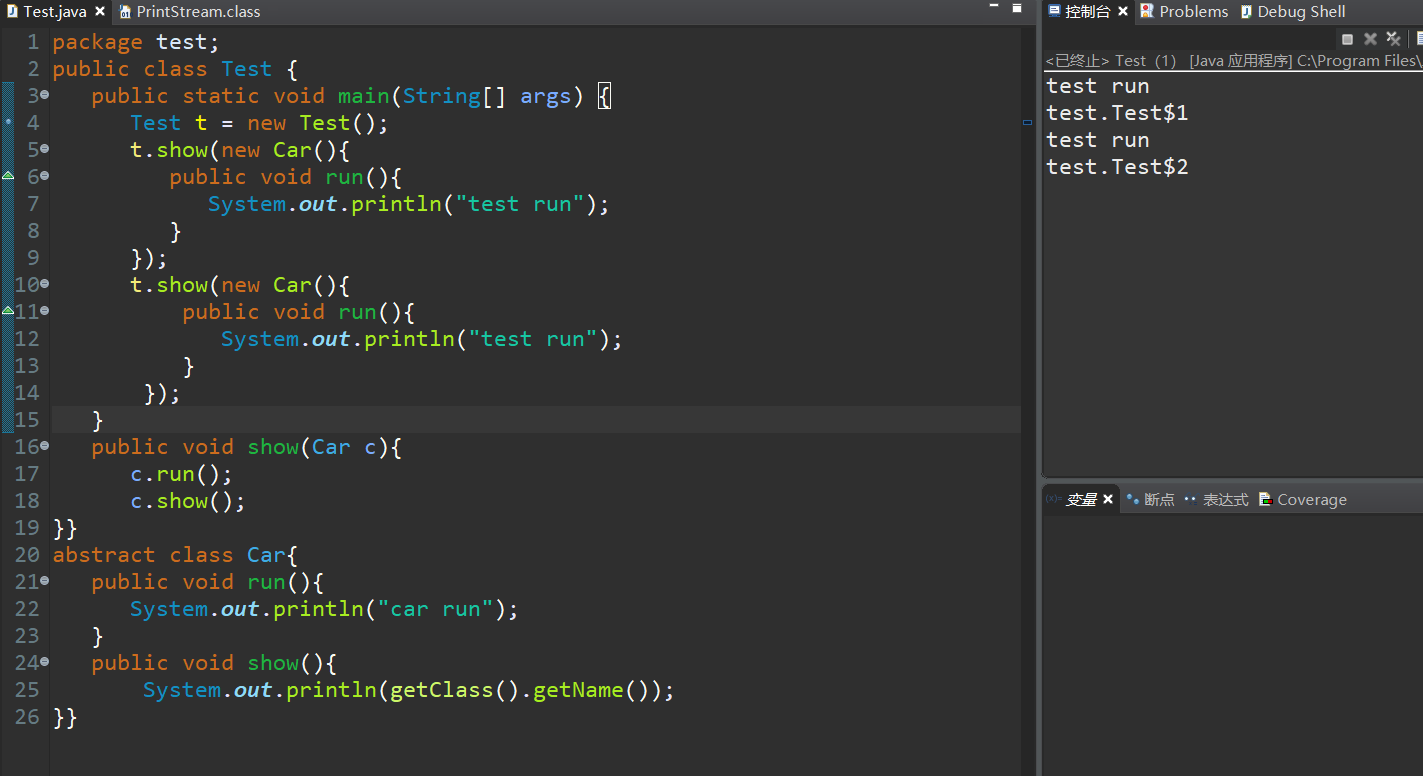 Test.java
PrintStream.class
1 package test;
2 public class Test {
3 public static void main(String[] args) {
4 Test t = new Test();
5 t.show(new Car(){
6 public void run(){
7 System.out.println("test run");
8 }
9 });
10 t.show(new Car(){
11 public void run(){
12 System.out.println("test run");
13 }
14 });
15 }
16 public void show(Car c){
17 c.run();
18 c.show();
19 }}
20 abstract class Car{
21 public void run(){
22 System.out.println("car run");
23 }
24 public void show(){
25 System.out.println(getClass().getName());
26 }}
控制台 Problems Debug Shell
<已终止> Test（1） [Java 应用程序] C:\Program Files\
test run
test.Test$1
test run
test.Test$2
(x)= 变量 断点 表达式 Coverage